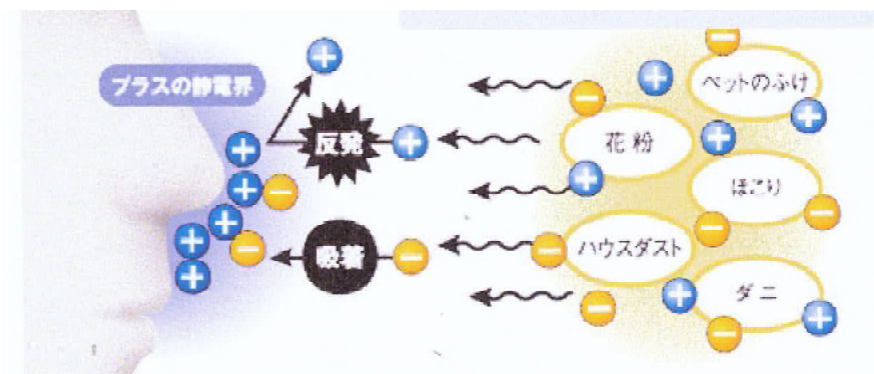 プラスの静電界
反発
吸着
ペットのふけ
花粉
ほこり
ハウスダスト
ダニ